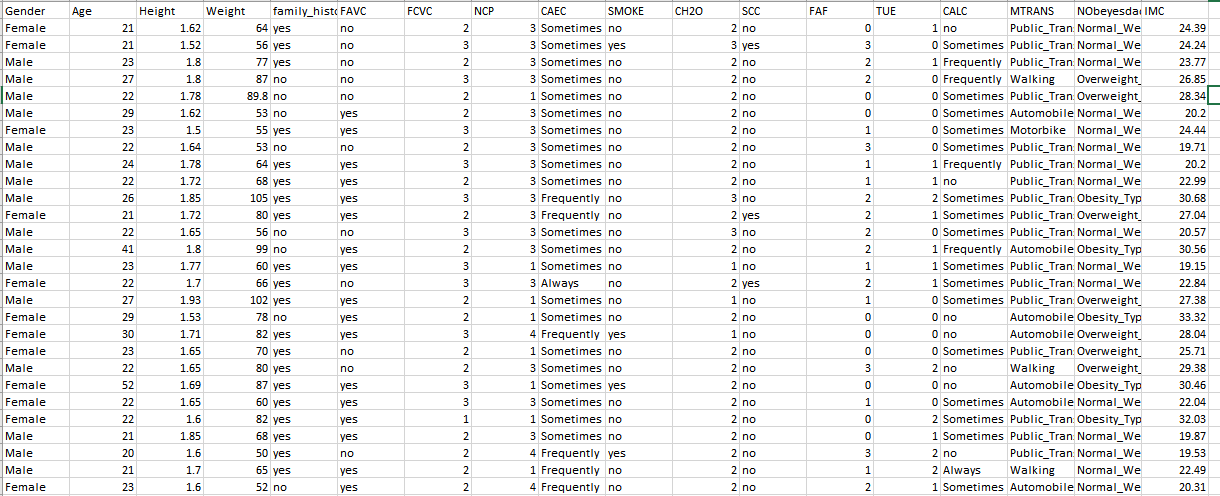 Gender Age Height Weight family_histo FAVC FCVC NCP CAEC SMOKE CH2O SCC FAF TUE CALC MTRANS NObeyesda IMC
Female 21 1.62 64 yes no 2 3 Sometimes no 2 no 0 1 no Public_Tran Normal_We 24.39
Female 21 1.52 56 yes no 3 3 Sometimes yes 3 yes 3 0 Sometimes Public_Tran Normal_We 24.24
Male 23 1.8 77 yes no 2 3 Sometimes no 2 no 2 1 Frequently Public_Tran Normal_We 23.77
Male 27 1.8 87 no no 3 3 Sometimes no 2 no 2 0 Frequently Walking Overweight_ 26.85
Male 22 1.78 89.8 no no 2 1 Sometimes no 2 no 0 0 Sometimes Public_Tran Overweight_ 28.34
Male 29 1.62 53 no yes 2 3 Sometimes no 2 no 0 0 Sometimes Automobile Normal_We 20.2
Female 23 1.5 55 yes yes 3 3 Sometimes no 2 no 1 0 Sometimes Motorbike Normal_We 24.44
Male 22 1.64 53 no no 2 3 Sometimes no 2 no 3 0 Sometimes Public_Tran Normal_We 19.71
Male 24 1.78 64 yes yes 3 3 Sometimes no 2 no 1 1 Frequently Public_Tran Normal_We 20.2
Male 22 1.72 68 yes yes 2 3 Sometimes no 2 no 1 1 no Public_Tran Normal_We 22.99
Male 26 1.85 105 yes yes 3 3 Frequently no 3 no 2 2 Sometimes Public_Tran Obesity_Typ 30.68
Female 21 1.72 80 yes yes 2 3 Frequently no 2 yes 2 1 Sometimes Public_Tran Overweight_ 27.04
Male 22 1.65 56 no no 3 3 Sometimes no 3 no 2 0 Sometimes Public_Tran Normal_We 20.57
Male 41 1.8 99 no yes 2 3 Sometimes no 2 no 2 1 Frequently Automobile Obesity_Typ 30.56
Male 23 1.77 60 yes yes 3 1 Sometimes no 1 no 1 1 Sometimes Public_Tran Normal_We 19.15
Female 22 1.7 66 yes no 3 3 Always no 2 yes 2 1 Sometimes Public_Tran Normal_We 22.84
Male 27 1.93 102 yes yes 2 1 Sometimes no 1 no 1 0 Sometimes Public_Tran Overweight_ 27.38
Female 29 1.53 78 no yes 2 1 Sometimes no 2 no 0 0 no Automobile Obesity_Typ 33.32
Female 30 1.71 82 yes yes 3 4 Frequently yes 1 no 0 0 no Automobile Overweight_ 28.04
Female 23 1.65 70 yes no 2 1 Sometimes no 2 no 0 0 Sometimes Public_Tran Overweight_ 25.71
Male 22 1.65 80 yes no 2 3 Sometimes no 2 no 3 2 no Walking Overweight_ 29.38
Female 52 1.69 87 yes yes 3 1 Sometimes yes 2 no 0 0 no Automobile Obesity_Typ 30.46
Female 22 1.65 60 yes yes 3 3 Sometimes no 2 no 1 0 Sometimes Automobile Normal_We 22.04
Female 22 1.6 82 yes yes 1 1 Sometimes no 2 no 0 2 Sometimes Public_Tran Obesity_Typ 32.03
Male 21 1.85 68 yes yes 2 3 Sometimes no 2 no 0 1 Sometimes Public_Tran Normal_We 19.87
Male 20 1.6 50 yes no 2 4 Frequently yes 2 no 3 2 no Public_Tran Normal_We 19.53
Male 21 1.7 65 yes yes 2 1 Frequently no 2 no 1 2 Always Walking Normal_We 22.49
Female 23 1.6 52 no yes 2 4 Frequently no 2 no 2 1 Sometimes Automobile Normal_We 20.31